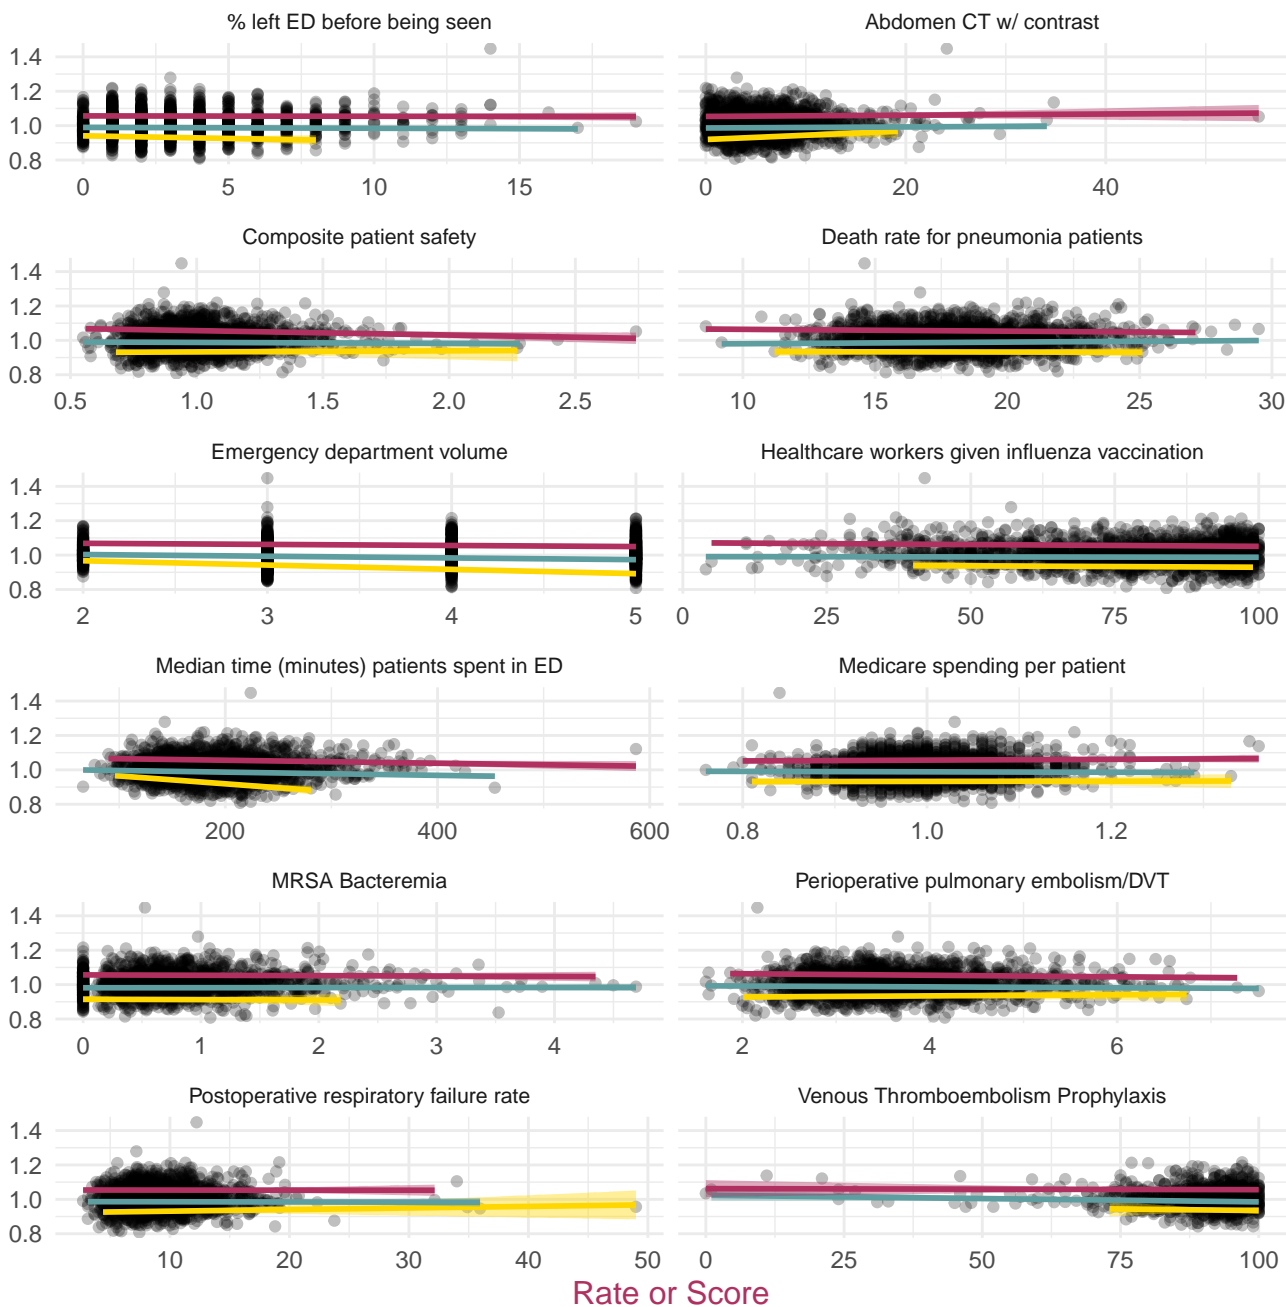 % left ED before being seen
Abdomen CT w/ contrast
1.4
1.2
1.0
0.8
0 5 10 15
0 20 40
Composite patient safety
Death rate for pneumonia patients
1.4
1.2
1.0
0.8
0.5 1.0 1.5 2.0 2.5
10 15 20 25 30
Emergency department volume
Healthcare workers given influenza vaccination
1.4
1.2
1.0
0.8
2 3 4 5
0 25 50 75 100
Median time (minutes) patients spent in ED
Medicare spending per patient
1.4
1.2
1.0
0.8
200 400 600
0.8 1.0 1.2
MRSA Bacteremia
Perioperative pulmonary embolism/DVT
1.4
1.2
1.0
0.8
0 1 2 3 4
2 4 6
Postoperative respiratory failure rate
Venous Thromboembolism Prophylaxis
1.4
1.2
1.0
0.8
10 20 30 40 50
0 25 50 75 100
Rate or Score